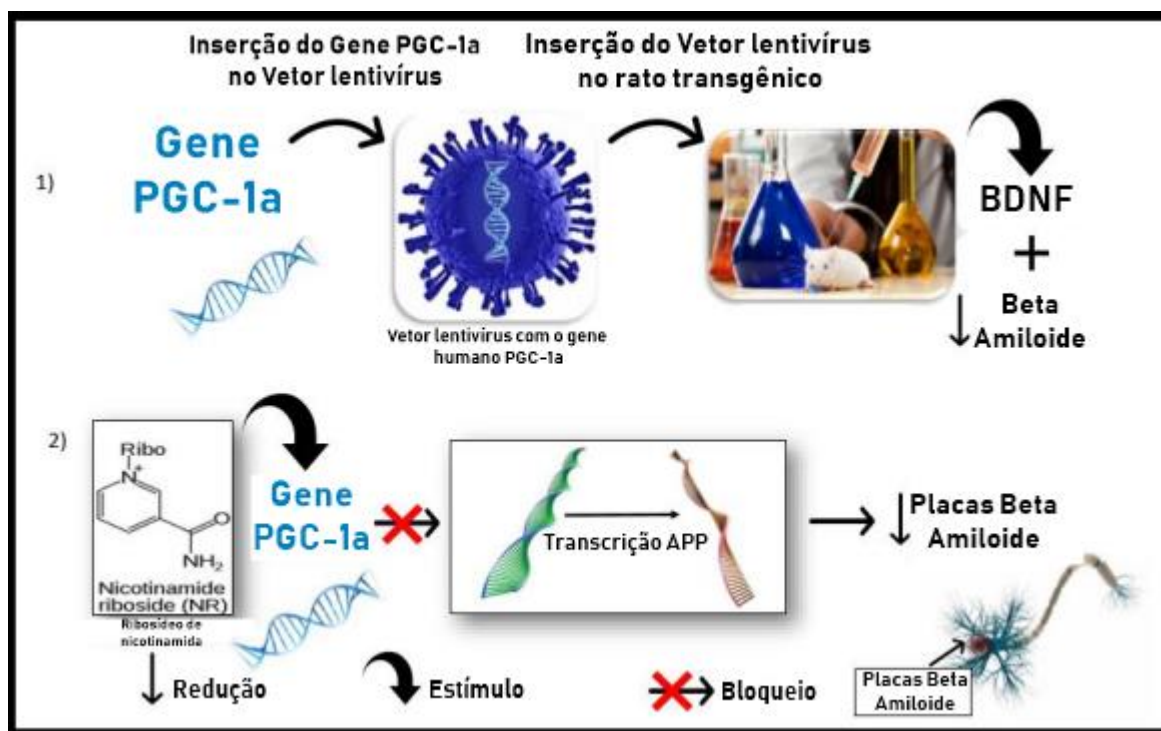 Inserção do Gene PGC-1a
no Vetor lentivírus
Inserção do Vetor lentivírus
no rato transgênico
1)
Gene
PGC-1a
Vetor lentivirus com o gene
humano PGC-1a
BDNF
+
Beta
Amiloide
2)
Ribo
N+
O
NH2
Nicotinamide
riboside (NR)
Ribosídeo de
nicotinamida
Gene
PGC-1a
Transcrição APP
Placas Beta
Amiloide
Placas Beta
Amiloide
Redução
Estímulo
Bloqueio